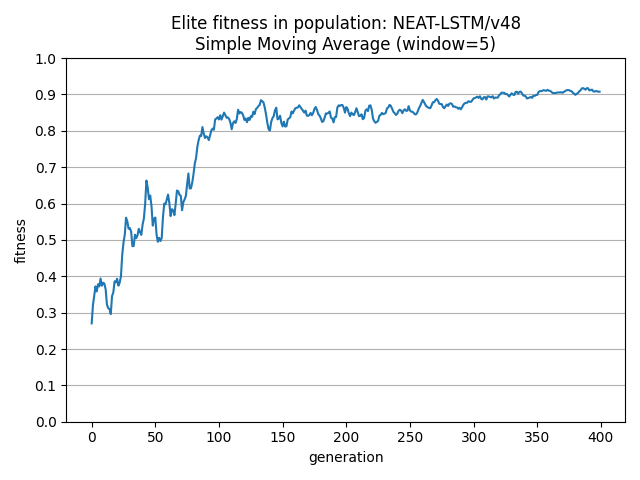 Elite fitness in population: NEAT-LSTM/v48
Simple Moving Average (window=5)
1.0
0.9
0.8
0.7
0.6
0.5
0.4
0.3
0.2
0.1
0.0
fitness
0 50 100 150 200 250 300 350 400
generation